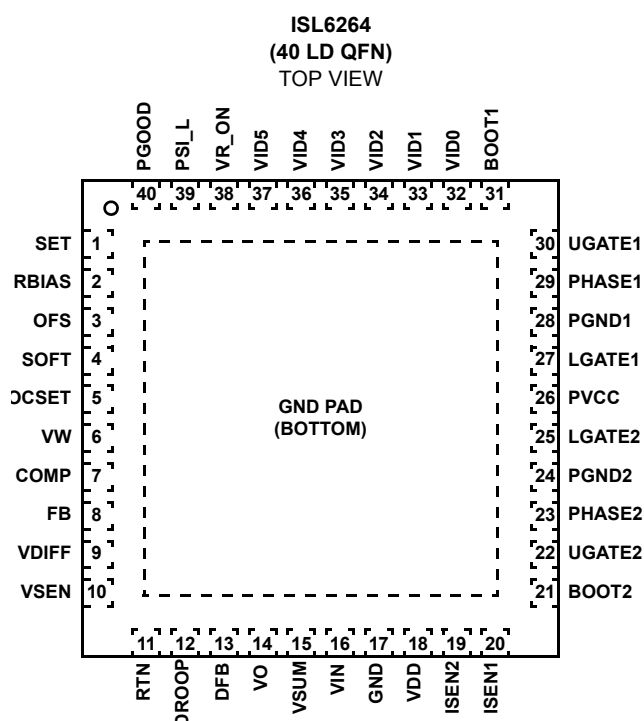 ISL6264
(40 LD QFN)
TOP VIEW
PGOOD
PSI_L
VR_ON
VID5
VID4
VID3
VID2
VID1
VID0
BOOT1
40
39
38
37
36
35
34
33
32
31
SET 1
RBIAS 2
OFS 3
SOFT 4
OCSET 5
VW 6
COMP 7
FB 8
VDIFF 9
VSEN 10
30 UGATE1
29 PHASE1
28 PGND1
27 LGATE1
26 PVCC
25 LGATE2
24 PGND2
23 PHASE2
22 UGATE2
21 BOOT2
GND PAD
(BOTTOM)
11
12
13
14
15
16
17
18
19
20
RTN
DROOP
DFB
VO
VSUM
VIN
GND
VDD
ISEN2
ISEN1